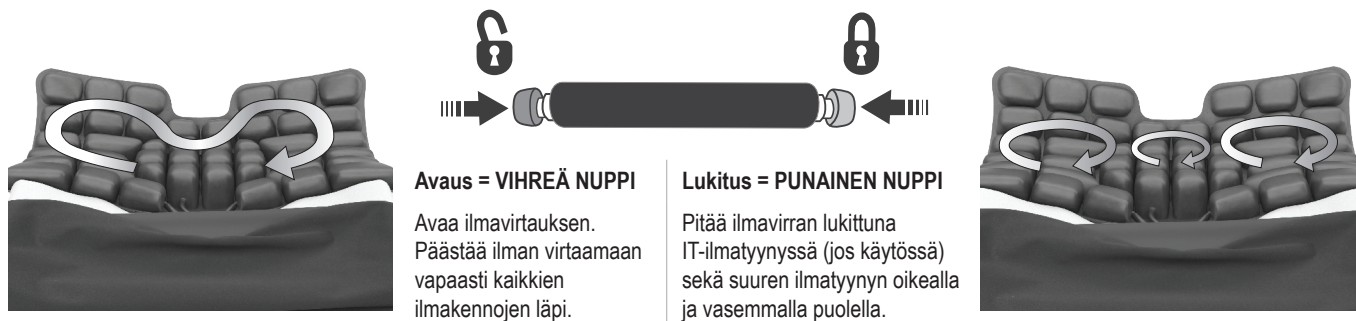 Avaus = VIHREÄ NUPPI
Avaa ilmavirtauksen.
Päästää ilman virtaamaan
vapaasti kaikkien
ilmakennojen läpi.
Lukitus = PUNAINEN NUPPI
Pitää ilmavirran lukittuna
IT-ilmatyynyssä (jos käytössä)
sekä suuren ilmatyynyn oikealla
ja vasemmalla puolella.